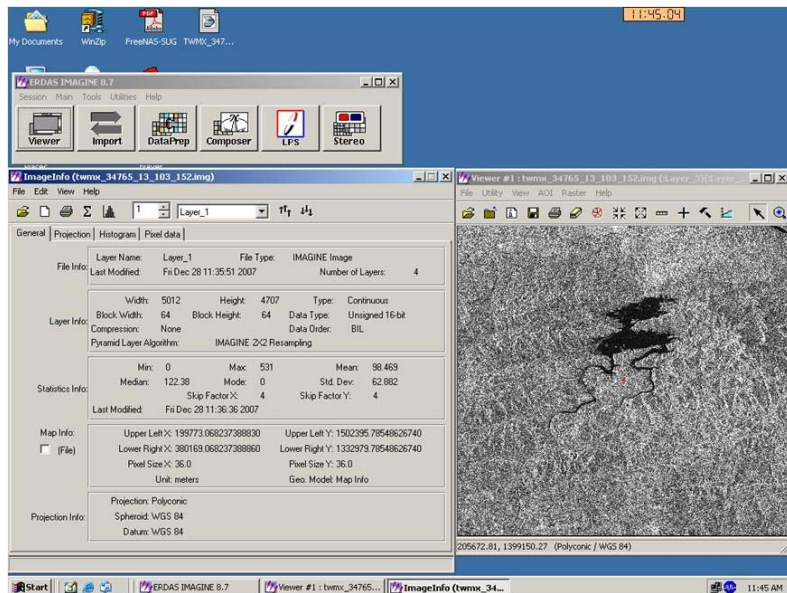 11:45.04
My Documents
WinZip
FreeNAS-SUG
TWMX_347...
ERDAS IMAGINE 8.7
Session Main Tools Utilities Help
Viewer Import DataPrep Composer LPS Stereo
ImageInfo (twmx_34765_13_103_152.img)
File Edit View Help
1 Layer_1
General Projection Histogram Pixel data
File Info: Layer Name: Layer_1 File Type: IMAGINE Image
Last Modified: Fri Dec 28 11:35:51 2007 Number of Layers: 4
Layer Info: Width: 5012 Height: 4707 Type: Continuous
Block Width: 64 Block Height: 64 Data Type: Unsigned 16-bit
Compression: None Data Order: BIL
Pyramid Layer Algorithm: IMAGINE 2X2 Resampling
Statistics Info: Min: 0 Max: 531 Mean: 98.469
Median: 122.38 Mode: 0 Std. Dev: 62.882
Skip Factor X: 4 Skip Factor Y: 4
Last Modified: Fri Dec 28 11:36:36 2007
Map Info: Upper Left X: 199773.068237388830 Upper Left Y: 1502395.78548626740
(File) Lower Right X: 380169.068237388860 Lower Right Y: 1332979.78548626740
Pixel Size X: 36.0 Pixel Size Y: 36.0
Unit: meters Geo. Model: Map Info
Projection Info: Projection: Polyconic
Spheroid: WGS 84
Datum: WGS 84
Viewer #1 : twmx_34765_13_103_152.img (:Layer_3)(:Layer_
File Utility View AOI Raster Help
205672.81, 1399150.27 (Polyconic / WGS 84)
Start ERDAS IMAGINE 8.7 Viewer #1 : twmx_34765... ImageInfo (twmx_34... 11:45 AM